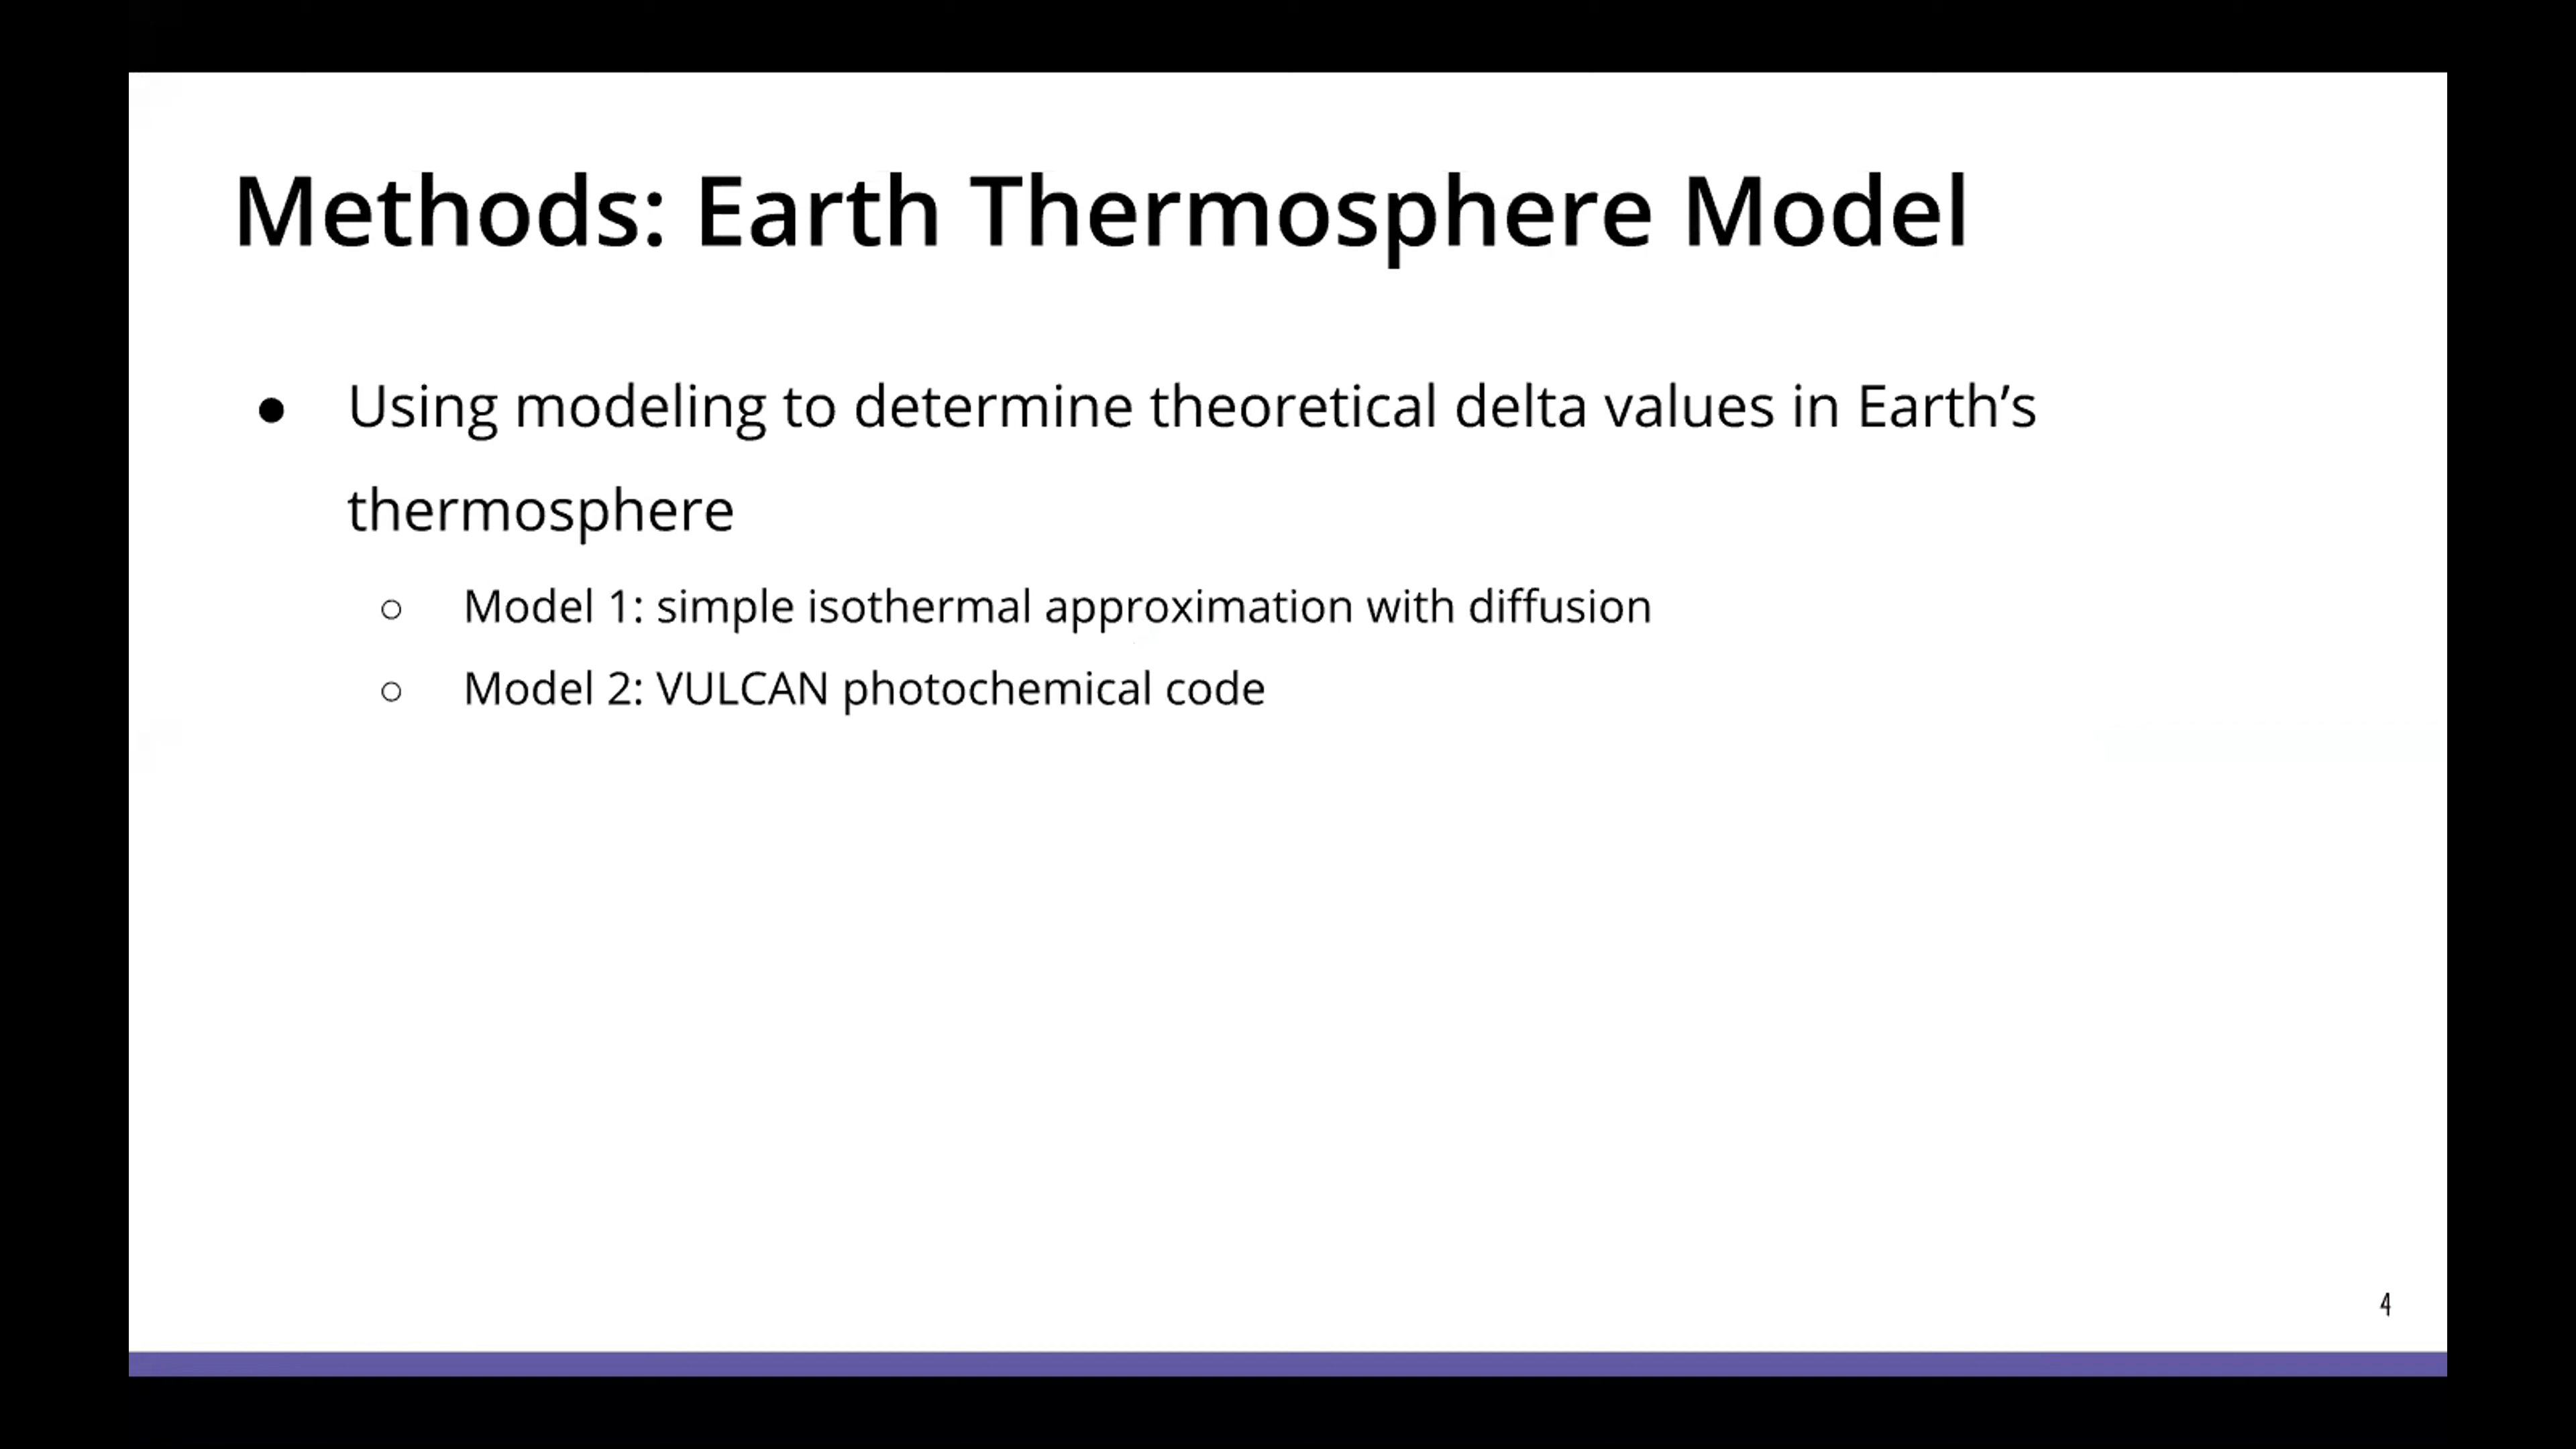 Methods: Earth Thermosphere Model
● Using modeling to determine theoretical delta values in Earth’s
thermosphere
○ Model 1: simple isothermal approximation with diffusion
○ Model 2: VULCAN photochemical code
4